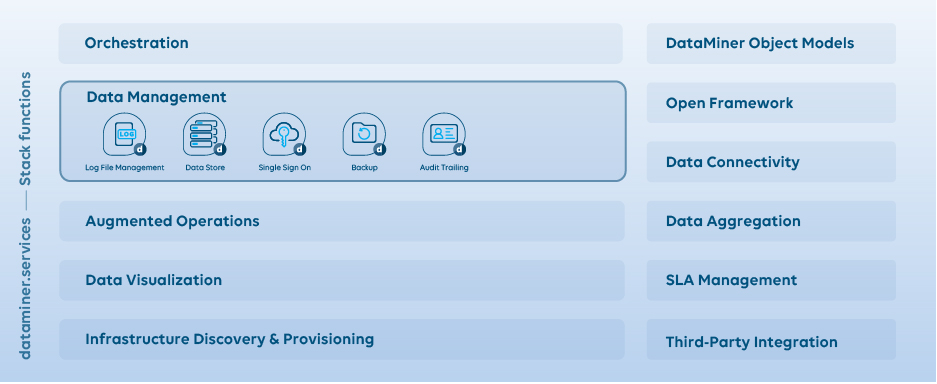 dataminer.services — Stack functions
Orchestration
Data Management
LOG
d
d
d
d
d
Log File Management
Data Store
Single Sign On
Backup
Audit Trailing
Augmented Operations
Data Visualization
Infrastructure Discovery & Provisioning
DataMiner Object Models
Open Framework
Data Connectivity
Data Aggregation
SLA Management
Third-Party Integration